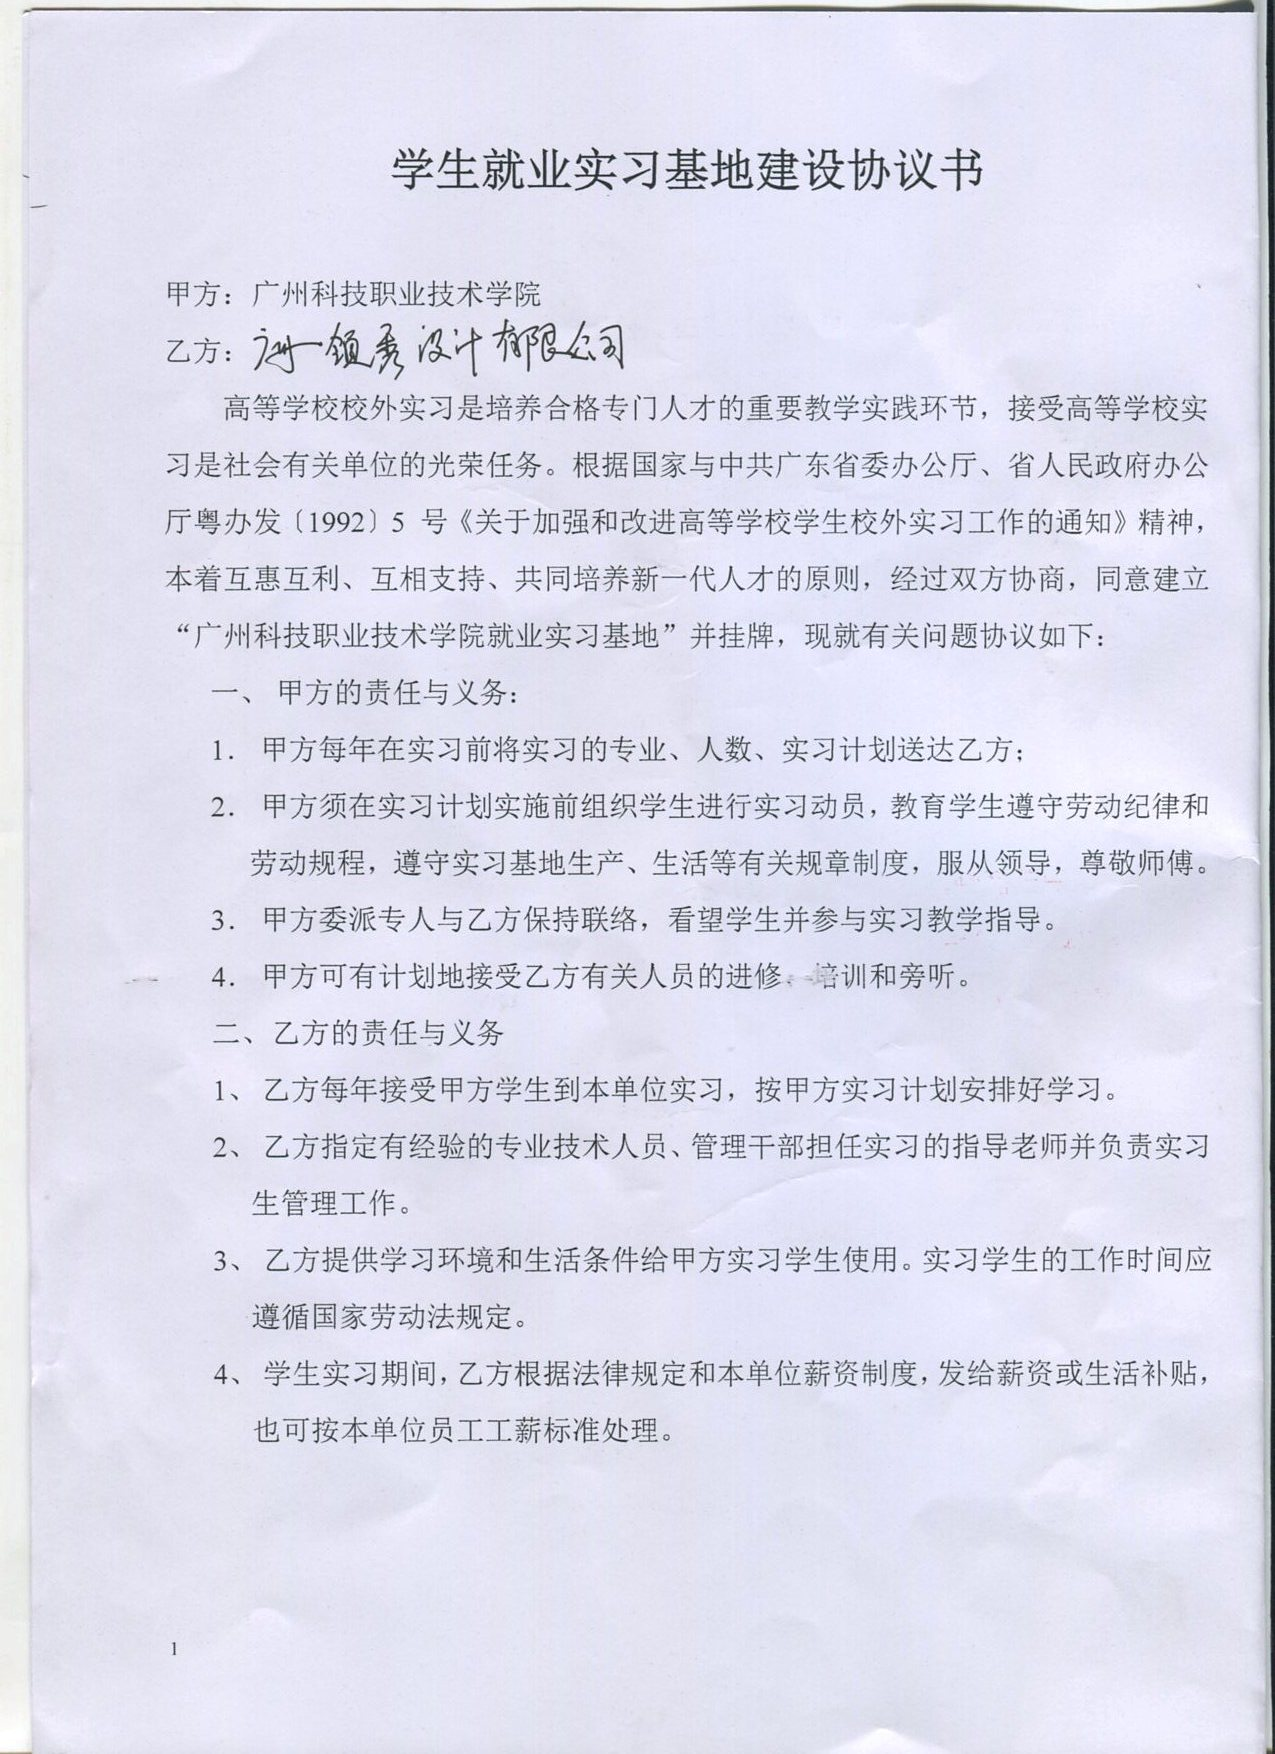 学生就业实习基地建设协议书
甲方：广州科技职业技术学院
乙方：广州一领秀设计有限公司
高等学校校外实习是培养合格专门人才的重要教学实践环节，接受高等学校实
习是社会有关单位的光荣任务。根据国家与中共广东省委办公厅、省人民政府办公
厅粤办发〔1992〕5 号《关于加强和改进高等学校学生校外实习工作的通知》精神，
本着互惠互利、互相支持、共同培养新一代人才的原则，经过双方协商，同意建立
“广州科技职业技术学院就业实习基地”并挂牌，现就有关问题协议如下：
一、 甲方的责任与义务：
1． 甲方每年在实习前将实习的专业、人数、实习计划送达乙方；
2． 甲方须在实习计划实施前组织学生进行实习动员，教育学生遵守劳动纪律和
劳动规程，遵守实习基地生产、生活等有关规章制度，服从领导，尊敬师傅。
3． 甲方委派专人与乙方保持联络，看望学生并参与实习教学指导。
4． 甲方可有计划地接受乙方有关人员的进修、培训和旁听。
二、乙方的责任与义务
1、 乙方每年接受甲方学生到本单位实习，按甲方实习计划安排好学习。
2、 乙方指定有经验的专业技术人员、管理干部担任实习的指导老师并负责实习
生管理工作。
3、 乙方提供学习环境和生活条件给甲方实习学生使用。实习学生的工作时间应
遵循国家劳动法规定。
4、 学生实习期间，乙方根据法律规定和本单位薪资制度，发给薪资或生活补贴，
也可按本单位员工工薪标准处理。
1